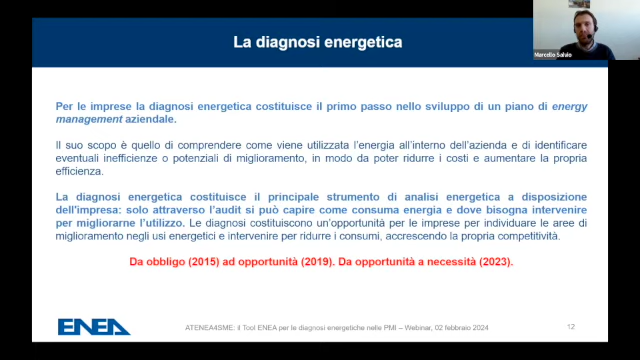 La diagnosi energetica
Marcello Salvio
Per le imprese la diagnosi energetica costituisce il primo passo nello sviluppo di un piano di energy
management aziendale.
Il suo scopo è quello di comprendere come viene utilizzata l'energia all'interno dell'azienda e di identificare
eventuali inefficienze o potenziali di miglioramento, in modo da poter ridurre i costi e aumentare la propria
efficienza.
La diagnosi energetica costituisce il principale strumento di analisi energetica a disposizione
dell'impresa: solo attraverso l'audit si può capire come consuma energia e dove bisogna intervenire
per migliorarne l'utilizzo. Le diagnosi costituiscono un'opportunità per le imprese per individuare le aree di
miglioramento negli usi energetici e intervenire per ridurre i consumi, accrescendo la propria competitività.
Da obbligo (2015) ad opportunità (2019). Da opportunità a necessità (2023).
ENEA
ATENEA4SME: il Tool ENEA per le diagnosi energetiche nelle PMI – Webinar, 02 febbraio 2024
12